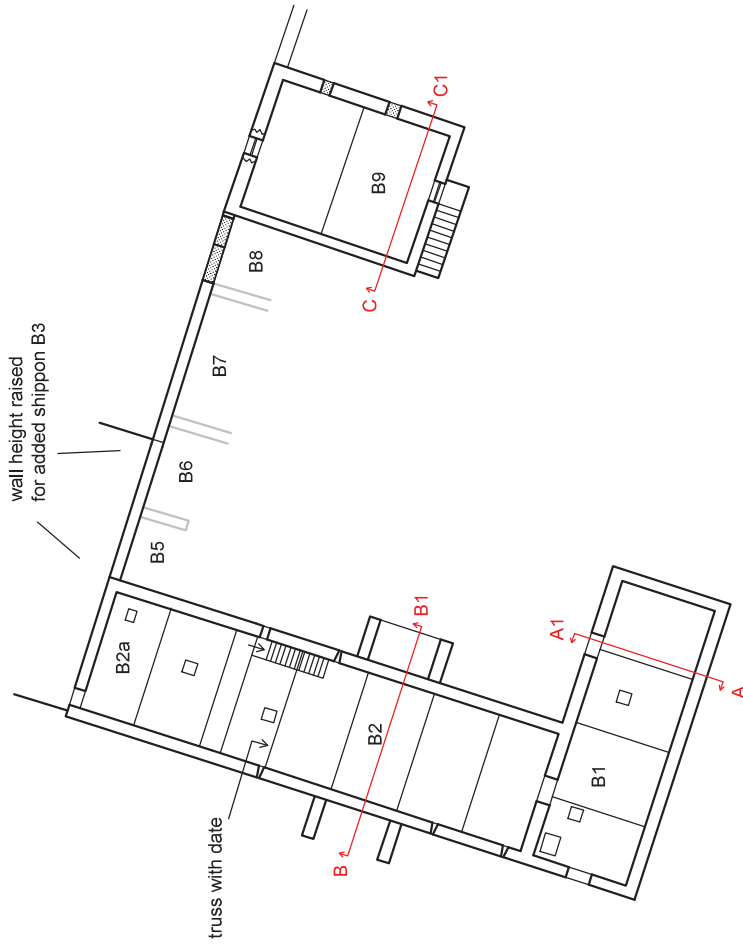 wall height raised
for added shippon B3
C1
B9
B8
C
B7
B6
B5
B2a
B1
A1
B2
A
B1
B
truss with date